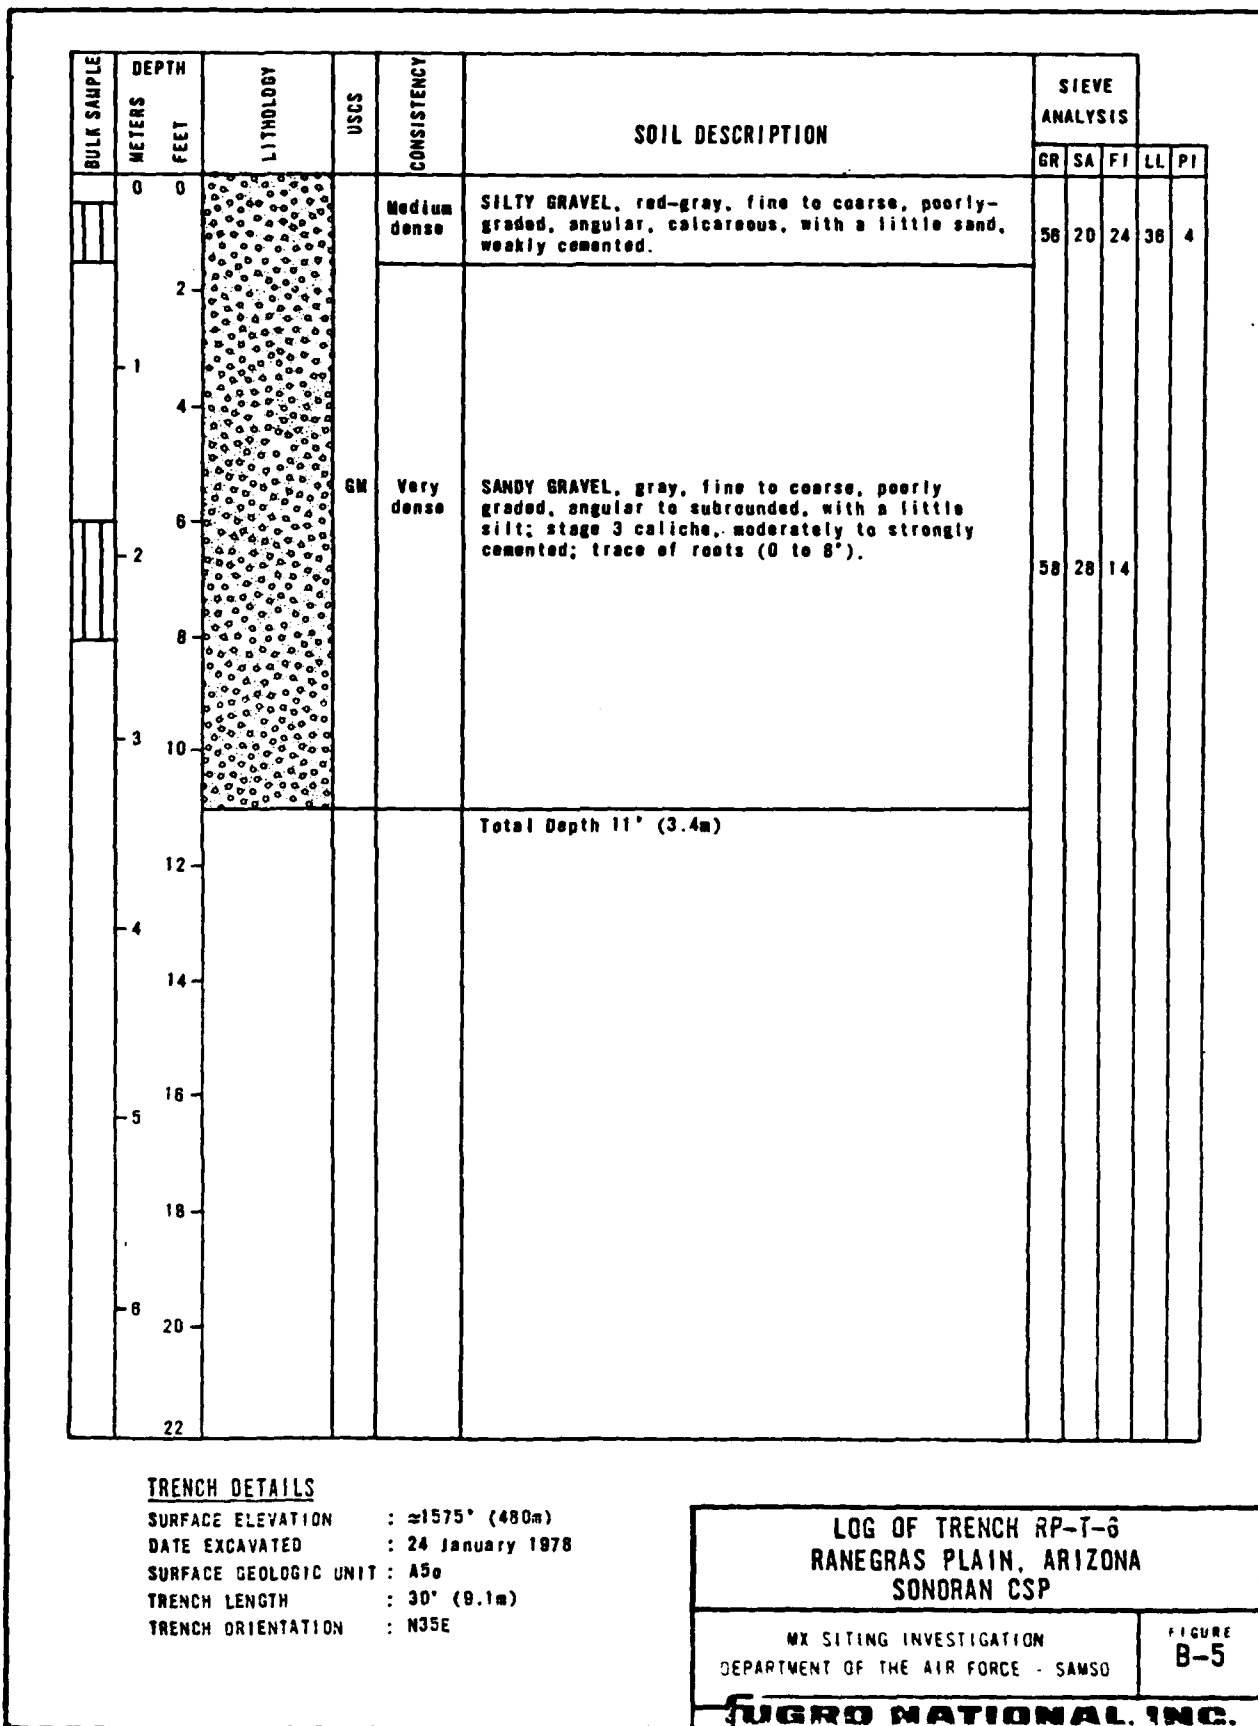 BULK SAMPLE
DEPTH
METERS
FEET
LITHOLOGY
USCS
CONSISTENCY
SOIL DESCRIPTION
SIEVE
ANALYSIS
GR SA FI LL PI
0 0
Medium
dense
SILTY GRAVEL, red-gray, fine to coarse, poorly-
graded, angular, calcareous, with a little sand,
weakly cemented.
56 20 24 36 4
2
1
4
GM
Very
dense
SANDY GRAVEL, gray, fine to coarse, poorly
graded, angular to subrounded, with a little
silt; stage 3 caliche, moderately to strongly
cemented; trace of roots (0 to 8').
6
2
58 28 14
8
3
10
Total Depth 11' (3.4m)
12
4
14
16
5
18
6
20
22
TRENCH DETAILS
SURFACE ELEVATION : ≈1575' (480m)
DATE EXCAVATED : 24 January 1978
SURFACE GEOLOGIC UNIT : A5o
TRENCH LENGTH : 30' (9.1m)
TRENCH ORIENTATION : N35E
LOG OF TRENCH RP-T-6
RANEGRAS PLAIN, ARIZONA
SONORAN CSP
MX SITING INVESTIGATION
DEPARTMENT OF THE AIR FORCE - SAMSO
FIGURE
B-5
FUGRO NATIONAL, INC.